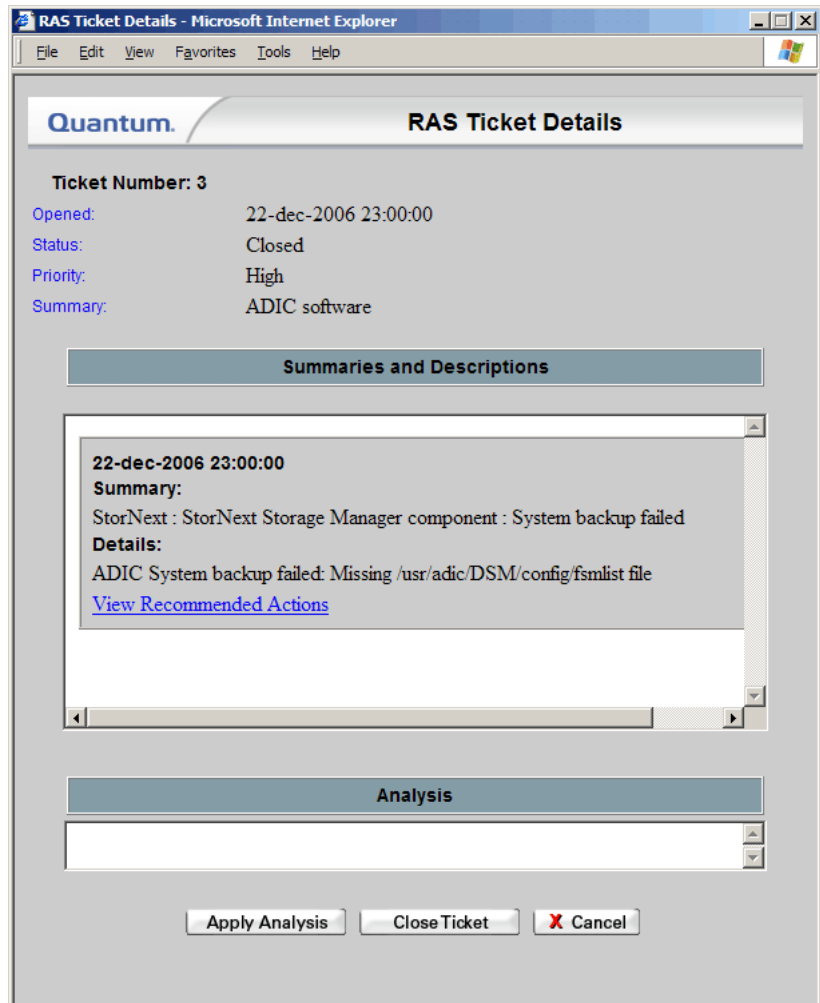 RAS Ticket Details - Microsoft Internet Explorer
File Edit View Favorites Tools Help
Quantum. RAS Ticket Details
Ticket Number: 3
Opened: 22-dec-2006 23:00:00
Status: Closed
Priority: High
Summary: ADIC software
Summaries and Descriptions
22-dec-2006 23:00:00
Summary:
StorNext : StorNext Storage Manager component : System backup failed
Details:
ADIC System backup failed: Missing /usr/adic/DSM/config/fsmlist file
View Recommended Actions
Analysis
Apply Analysis Close Ticket X Cancel